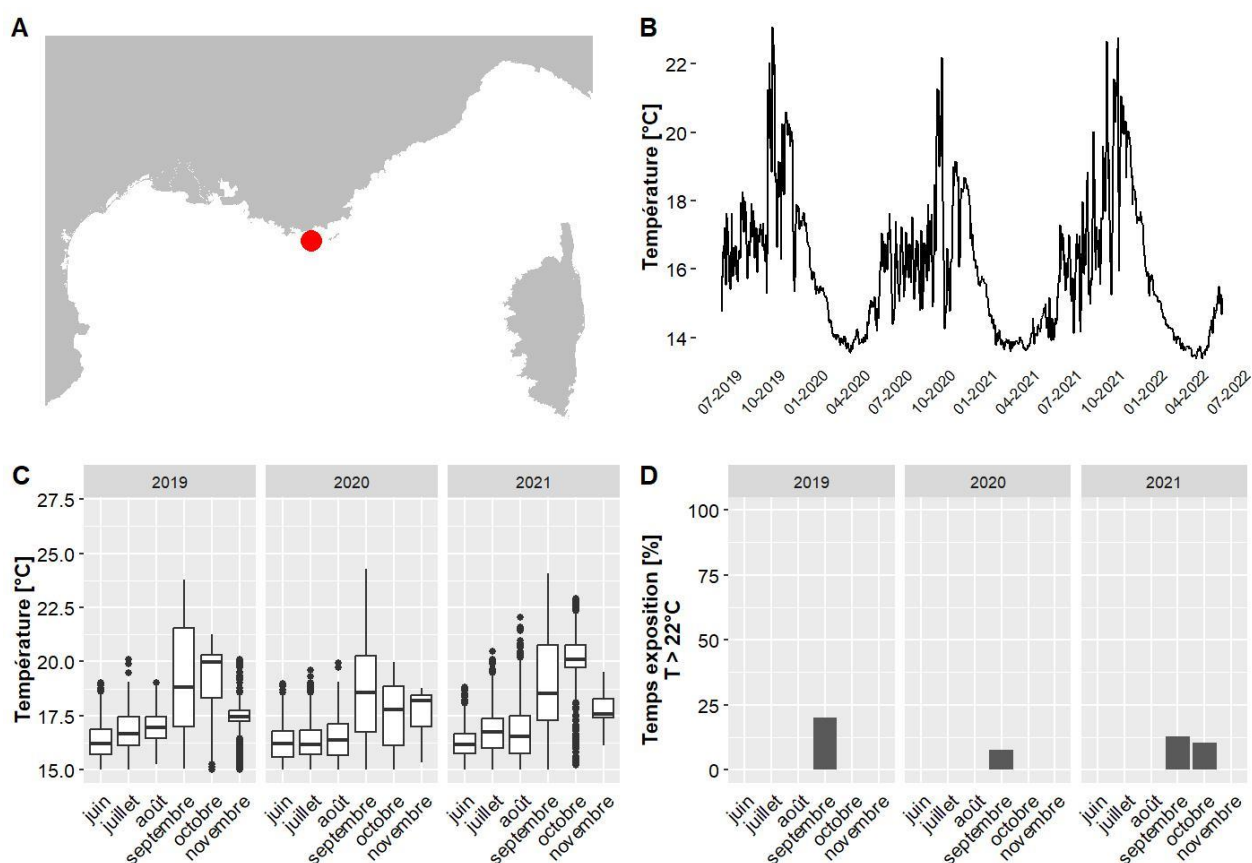 A
B
Température [°C]
22
20
18
16
14
07-2019
10-2019
01-2020
04-2020
07-2020
10-2020
01-2021
04-2021
07-2021
10-2021
01-2022
04-2022
07-2022
C
2019 2020 2021
Température [°C]
27.5
25.0
22.5
20.0
17.5
15.0
juin juillet août septembre octobre novembre
juin juillet août septembre octobre novembre
juin juillet août septembre octobre novembre
D
2019 2020 2021
Temps exposition [%]
T > 22°C
100
75
50
25
0
juin juillet août septembre octobre novembre
juin juillet août septembre octobre novembre
juin juillet août septembre octobre novembre